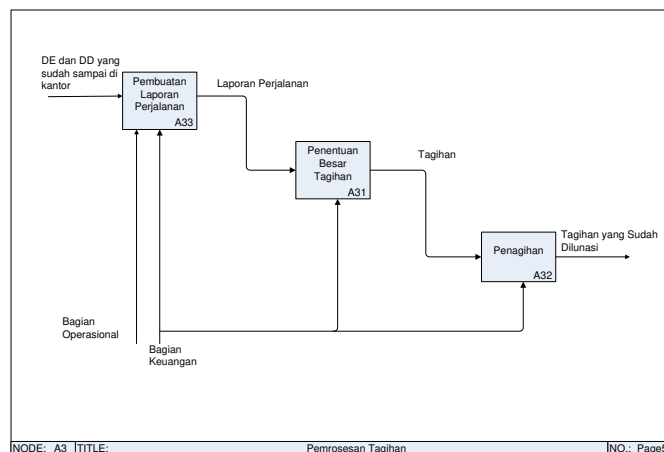 DE dan DD yang
sudah sampai di
kantor
Pembuatan
Laporan
Perjalanan
A33
Laporan Perjalanan
Penentuan
Besar
Tagihan
A31
Tagihan
Penagihan
A32
Tagihan yang Sudah
Dilunasi
Bagian
Operasional
Bagian
Keuangan
NODE: A3 TITLE: Pemrosesan Tagihan NO.: Page5